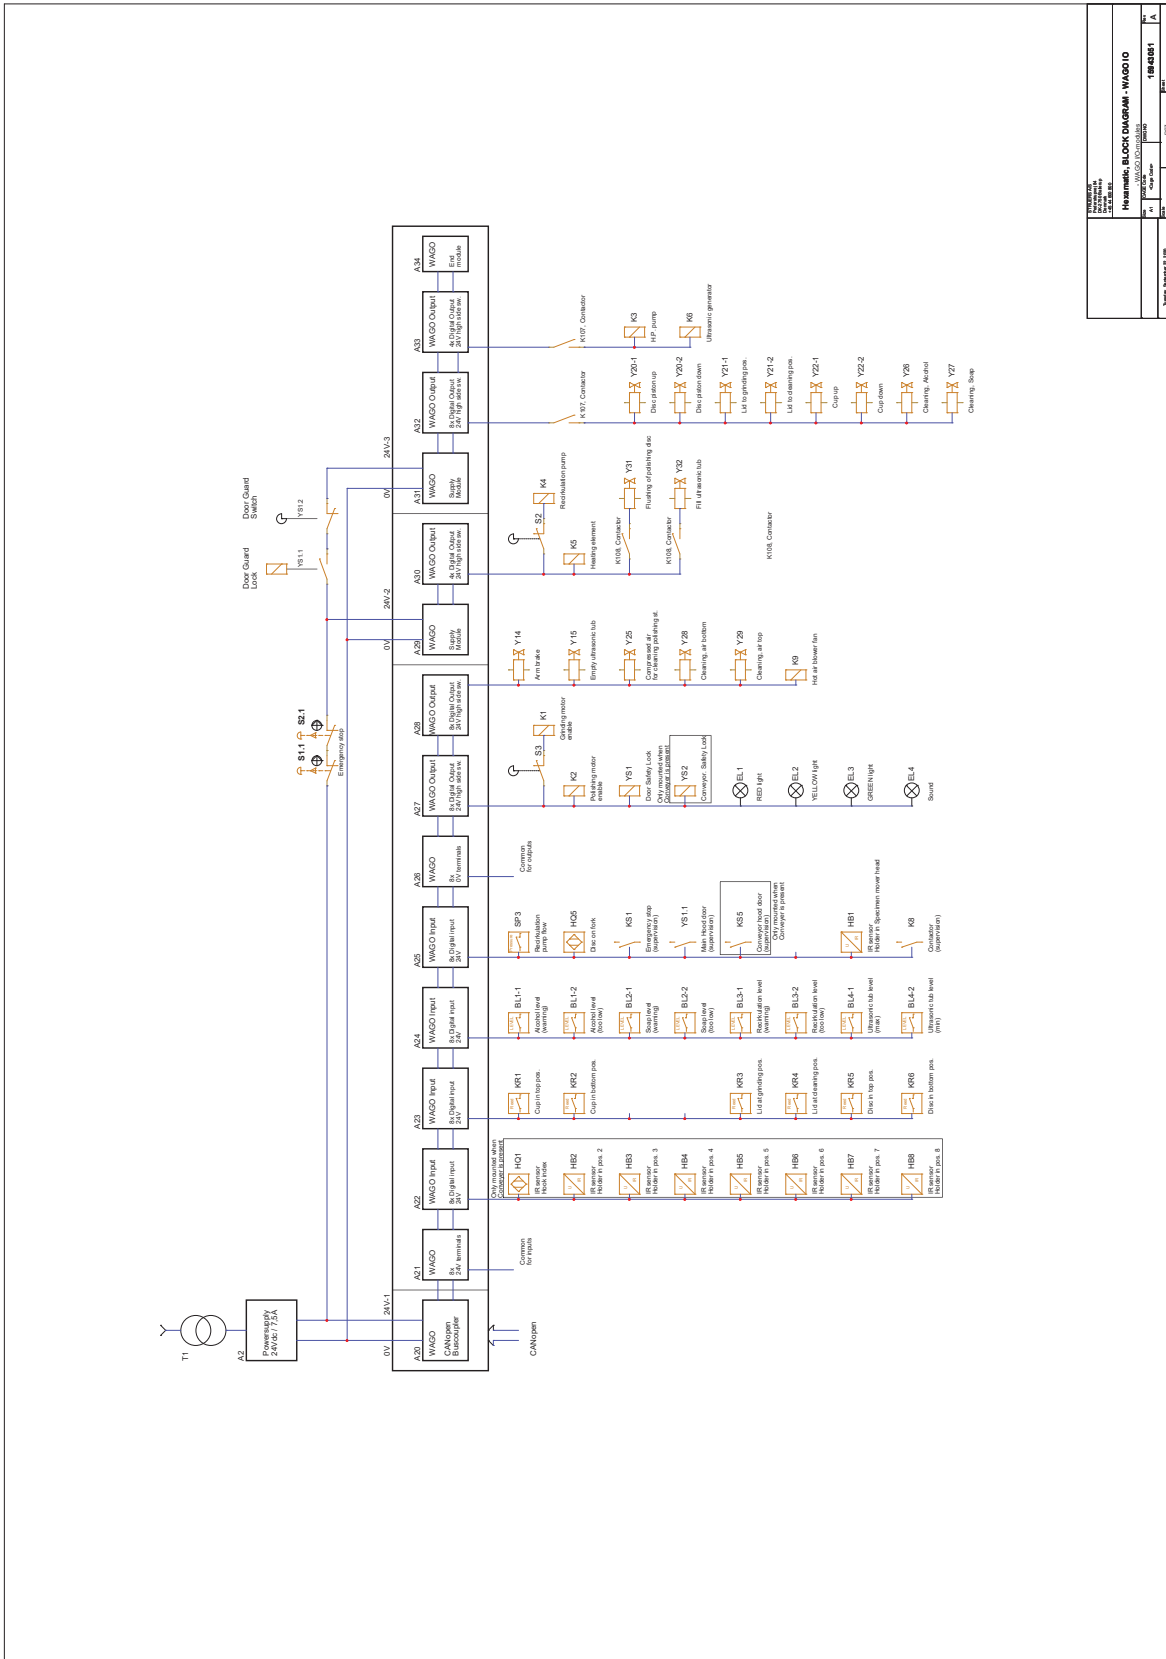 T1
A2
Powersupply
24Vdc / 7,5A
0V
24V-1
S1.1
S2.1
Emergency stop
Door Guard
Lock
YS1.1
Door Guard
Switch
YS1.2
0V
24V-2
0V
24V-3
A20
WAGO
CANopen
Buscoupler
CANopen
A21
WAGO
8x
24V terminals
Common
for inputs
A22
WAGO Input
8x Digital input
24V
A23
WAGO Input
8x Digital input
24V
A24
WAGO Input
8x Digital input
24V
A25
WAGO Input
8x Digital input
24V
A26
WAGO
8x
0V terminals
Common
for outputs
A27
WAGO Output
8x Digital Output
24V high side sw.
A28
WAGO Output
8x Digital Output
24V high side sw.
A29
WAGO
Supply
Module
A30
WAGO Output
4x Digital Output
24V high side sw.
A31
WAGO
Supply
Module
A32
WAGO Output
8x Digital Output
24V high side sw.
A33
WAGO Output
4x Digital Output
24V high side sw.
A34
WAGO
End
module
Only mounted when
Conveyer is present
HQ1
IR sensor
Hook index
HB2
IR sensor
Holder in pos. 2
HB3
IR sensor
Holder in pos. 3
HB4
IR sensor
Holder in pos. 4
HB5
IR sensor
Holder in pos. 5
HB6
IR sensor
Holder in pos. 6
HB7
IR sensor
Holder in pos. 7
HB8
IR sensor
Holder in pos. 8
KR1
Cup in top pos.
KR2
Cup in bottom pos.
KR3
Lid at grinding pos.
KR4
Lid at cleaning pos.
KR5
Disc in top pos.
KR6
Disc in bottom pos.
BL1-1
Alcohol level
(warning)
BL1-2
Alcohol level
(too low)
BL2-1
Soap level
(warning)
BL2-2
Soap level
(too low)
BL3-1
Recirkulation level
(warning)
BL3-2
Recirkulation level
(too low)
BL4-1
Ultrasonic tub level
(max)
BL4-2
Ultrasonic tub level
(min)
SP3
Recirkulation
pump flow
HQ5
Disc on fork
KS1
Emergency stop
(supervision)
YS1.1
Main Hood door
(supervision)
KS5
Conveyor hood door
(supervision)
Only mounted when
Conveyer is present
HB1
IR sensor
Holder in Specimen mover head
K8
Contactor
(supervision)
S3
K1
Grinding motor
enable
K2
Polishing motor
enable
YS1
Door Safety Lock
Only mounted when
Conveyer is present
YS2
Conveyor. Safety Lock
EL1
RED light
EL2
YELLOW light
EL3
GREEN light
EL4
Sound
Y14
Arm brake
Y15
Empty ultrasonic tub
Y25
Compressed air
for cleaning polishing st.
Y28
Cleaning, air bottom
Y29
Cleaning, air top
K9
Hot air blower fan
S2
K4
Recirkulation pump
K5
Heating element
K108, Contactor
Y31
Flushing of polishing disc
K108, Contactor
Y32
Fill ultrasonic tub
K108, Contactor
K107, Contactor
Y20-1
Disc piston up
Y20-2
Disc piston down
Y21-1
Lid to grinding pos.
Y21-2
Lid to cleaning pos.
Y22-1
Cup up
Y22-2
Cup down
Y26
Cleaning, Alcohol
Y27
Cleaning, Soap
K107, Contactor
K3
H.P. pump
K6
Ultrasonic generator
Hexamatic, BLOCK DIAGRAM - WAGO IO
- WAGO I/O-modules
A1
15943051
A